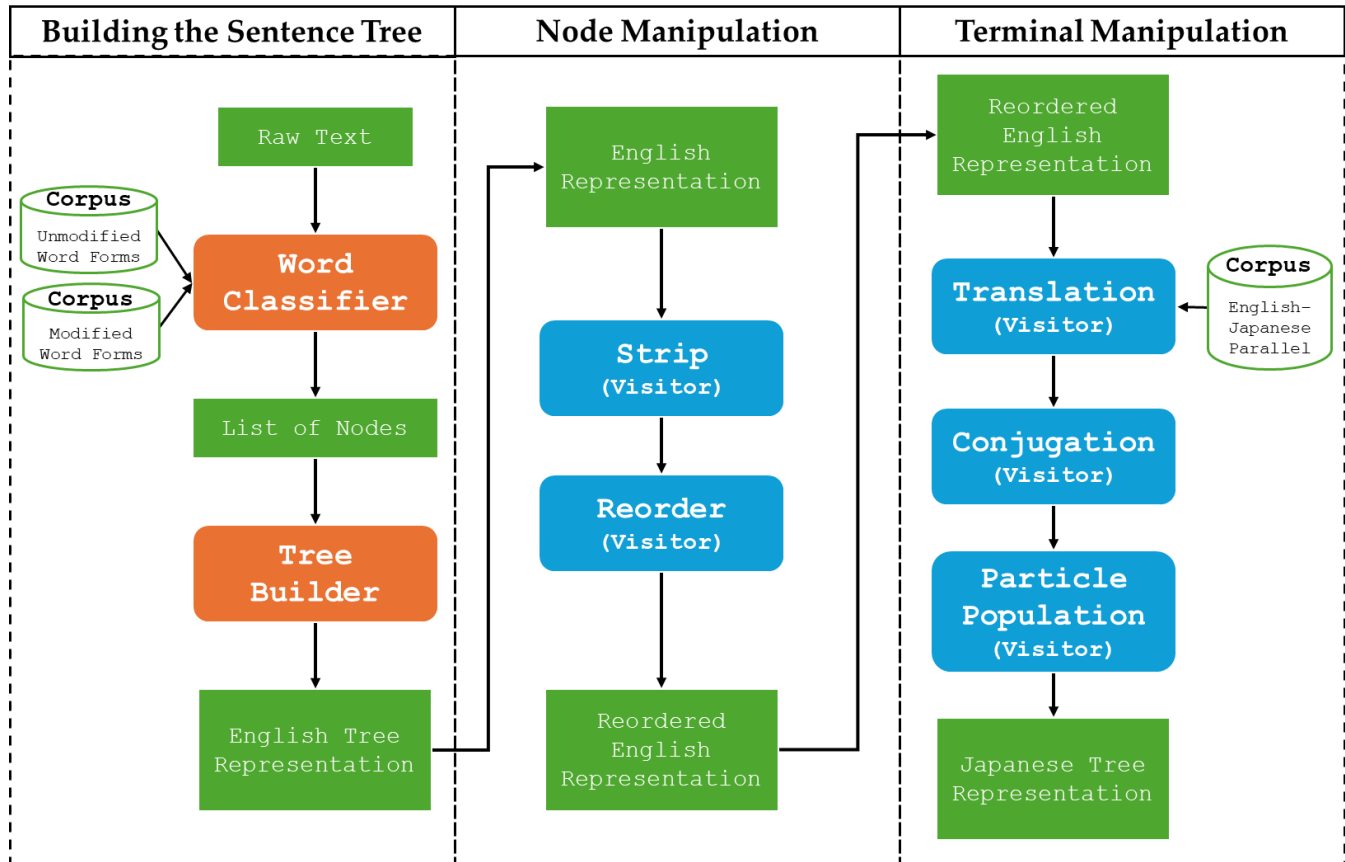 Building the Sentence Tree
Node Manipulation
Terminal Manipulation
Raw Text
Corpus
Unmodified
Word Forms
Corpus
Modified
Word Forms
Word
Classifier
List of Nodes
Tree
Builder
English Tree
Representation
English
Representation
Strip
(Visitor)
Reorder
(Visitor)
Reordered
English
Representation
Reordered
English
Representation
Translation
(Visitor)
Corpus
English-
Japanese
Parallel
Conjugation
(Visitor)
Particle
Population
(Visitor)
Japanese Tree
Representation